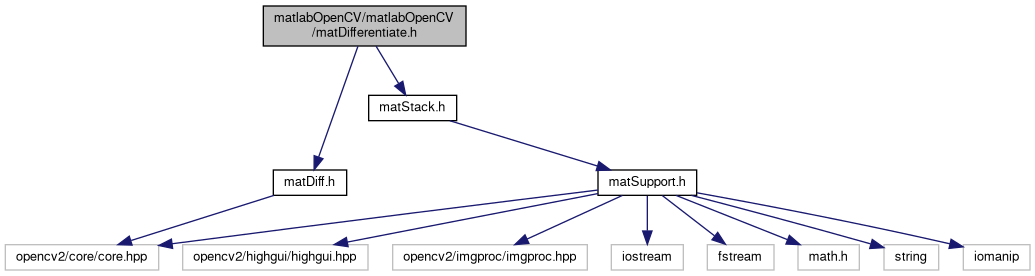 matlabOpenCV/matlabOpenCV
/matDifferentiate.h
matStack.h
matDiff.h
matSupport.h
opencv2/core/core.hpp
opencv2/highgui/highgui.hpp
opencv2/imgproc/imgproc.hpp
iostream
fstream
math.h
string
iomanip